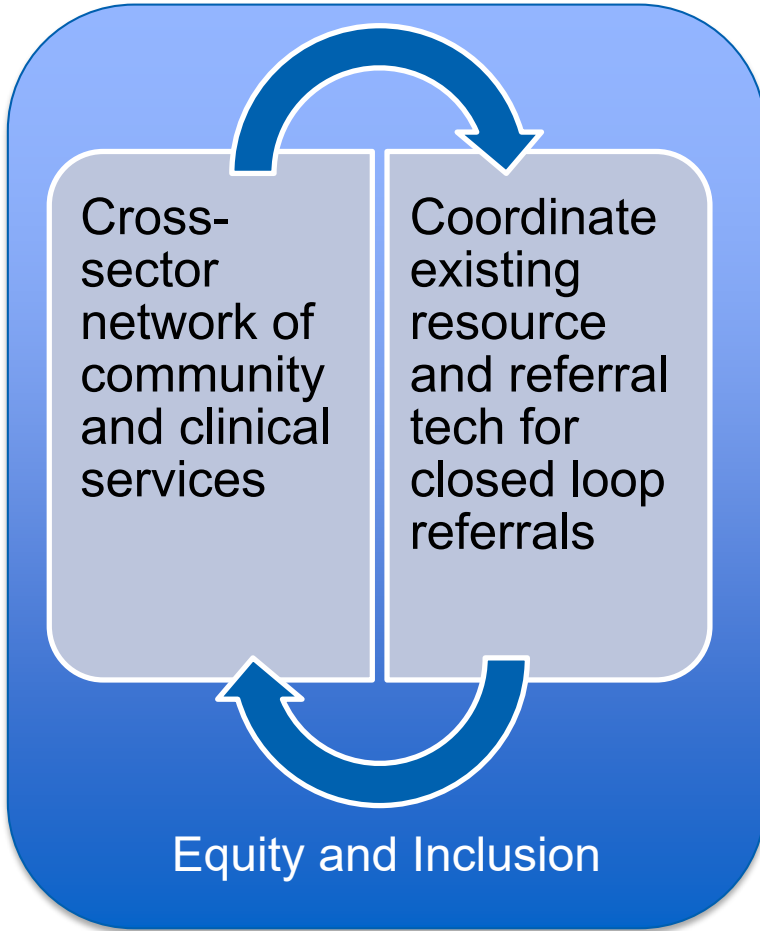 Cross-
sector
network of
community
and clinical
services
Coordinate
existing
resource
and referral
tech for
closed loop
referrals
Equity and Inclusion